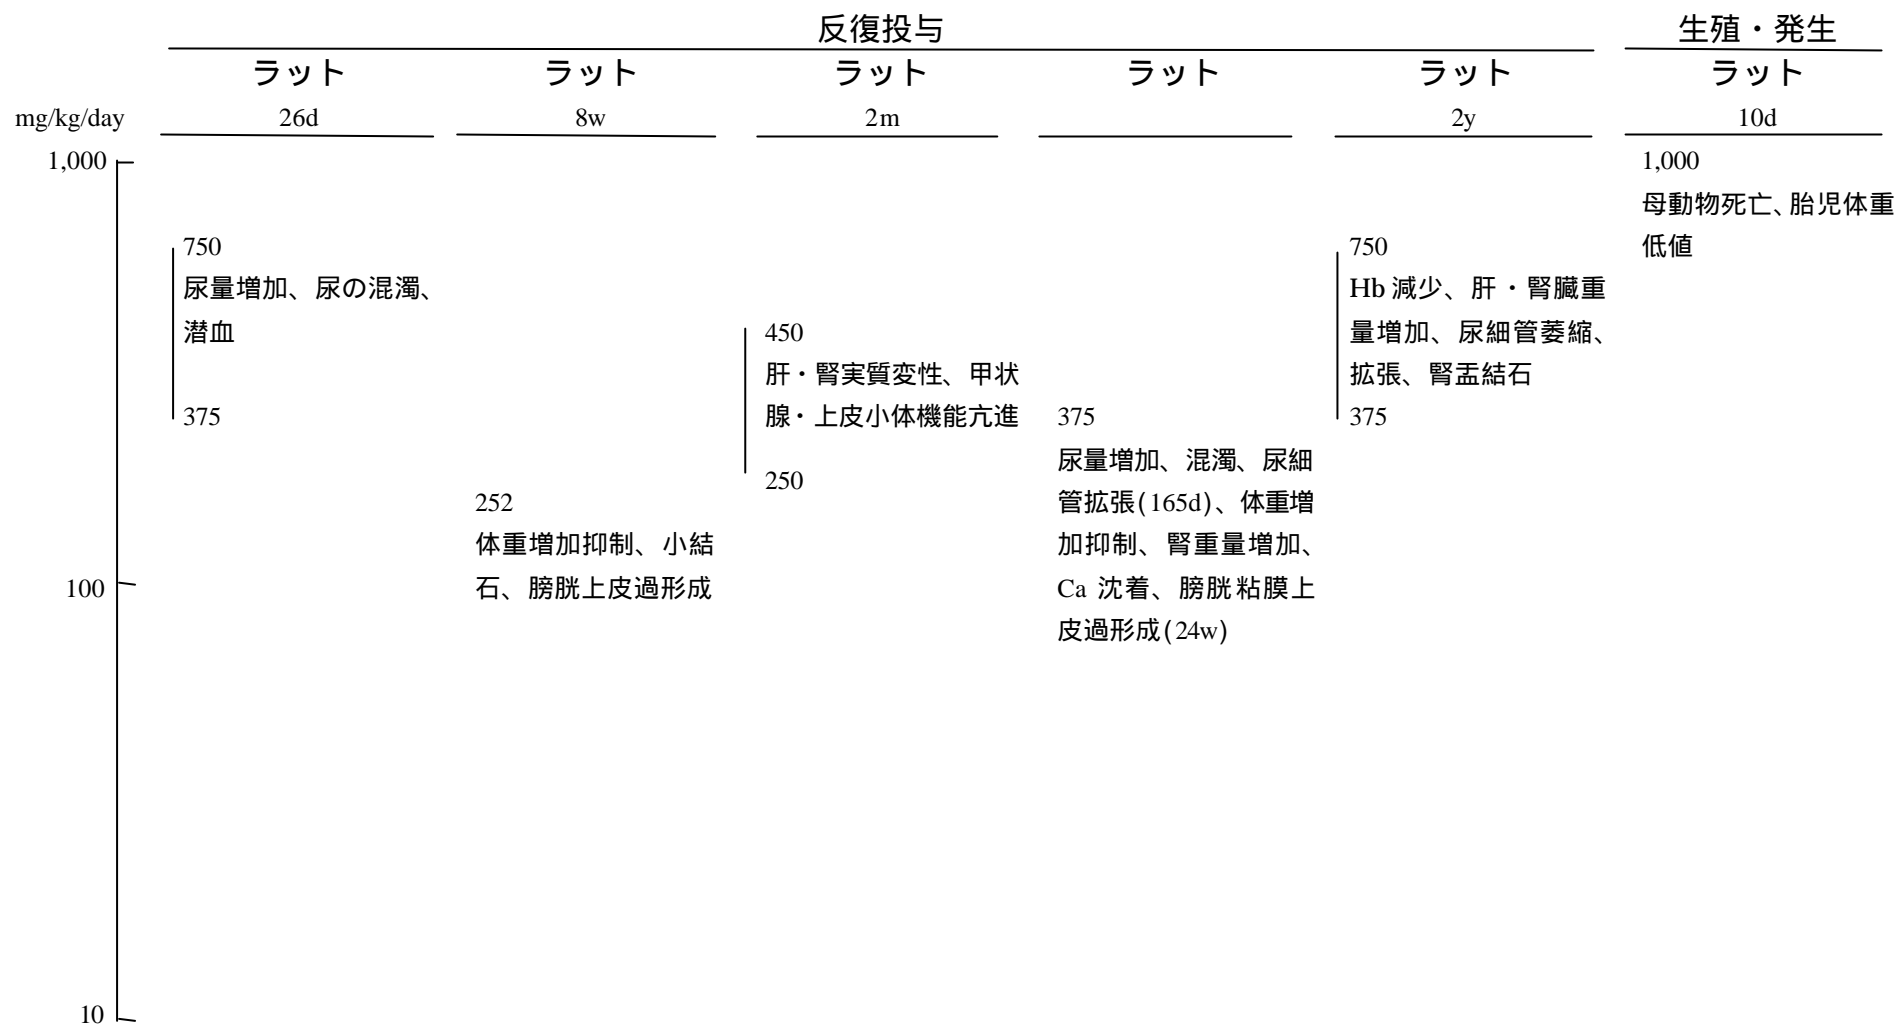 反復投与
生殖・発生
ラット
ラット
ラット
ラット
ラット
ラット
mg/kg/day
26d
8w
2m
2y
10d
1,000
100
10
750
尿量増加、尿の混濁、
潜血
375
252
体重増加抑制、小結
石、膀胱上皮過形成
450
肝・腎実質変性、甲状
腺・上皮小体機能亢進
250
375
尿量増加、混濁、尿細
管拡張(165d)、体重増
加抑制、腎重量増加、
Ca 沈着、膀胱粘膜上
皮過形成(24w)
750
Hb 減少、肝・腎臓重
量増加、尿細管萎縮、
拡張、腎盂結石
375
1,000
母動物死亡、胎児体重
低値